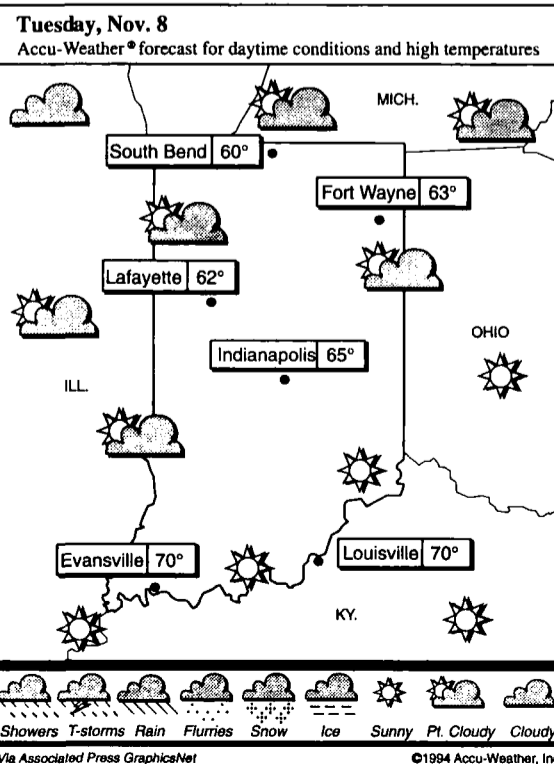 Tuesday, Nov. 8
Accu-Weather® forecast for daytime conditions and high temperatures
MICH.
South Bend 60°
Fort Wayne 63°
Lafayette 62°
OHIO
Indianapolis 65°
ILL.
Evansville 70°
Louisville 70°
KY.
Showers T-storms Rain Flurries Snow Ice Sunny Pt. Cloudy Cloudy
Via Associated Press GraphicsNet
©1994 Accu-Weather, In